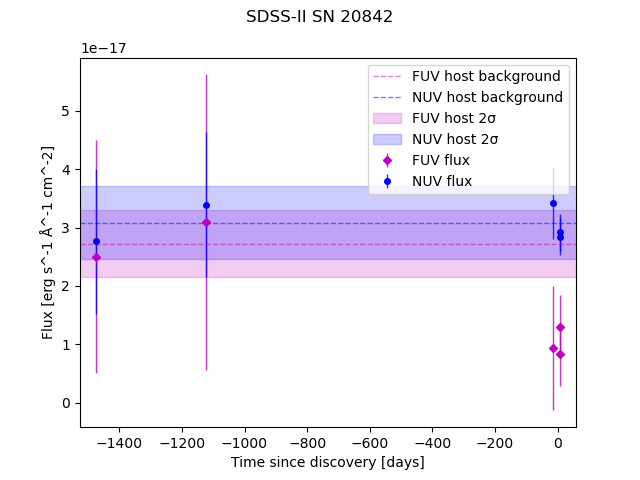 SDSS-II SN 20842
1e−17
FUV host background
NUV host background
FUV host 2σ
NUV host 2σ
FUV flux
NUV flux
5
4
3
2
1
0
Flux [erg s^-1 Å^-1 cm^-2]
−1400 −1200 −1000 −800 −600 −400 −200 0
Time since discovery [days]